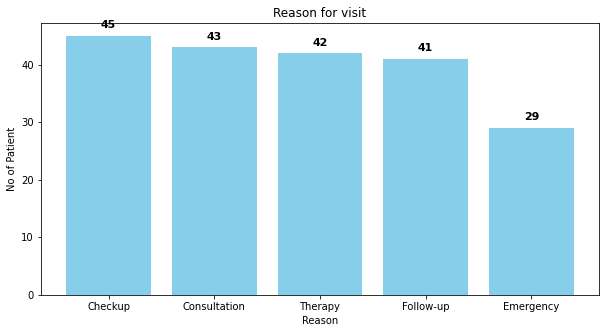 Reason for visit
45
43
42
41
29
No of Patient
40
30
20
10
0
Checkup
Consultation
Therapy
Follow-up
Emergency
Reason